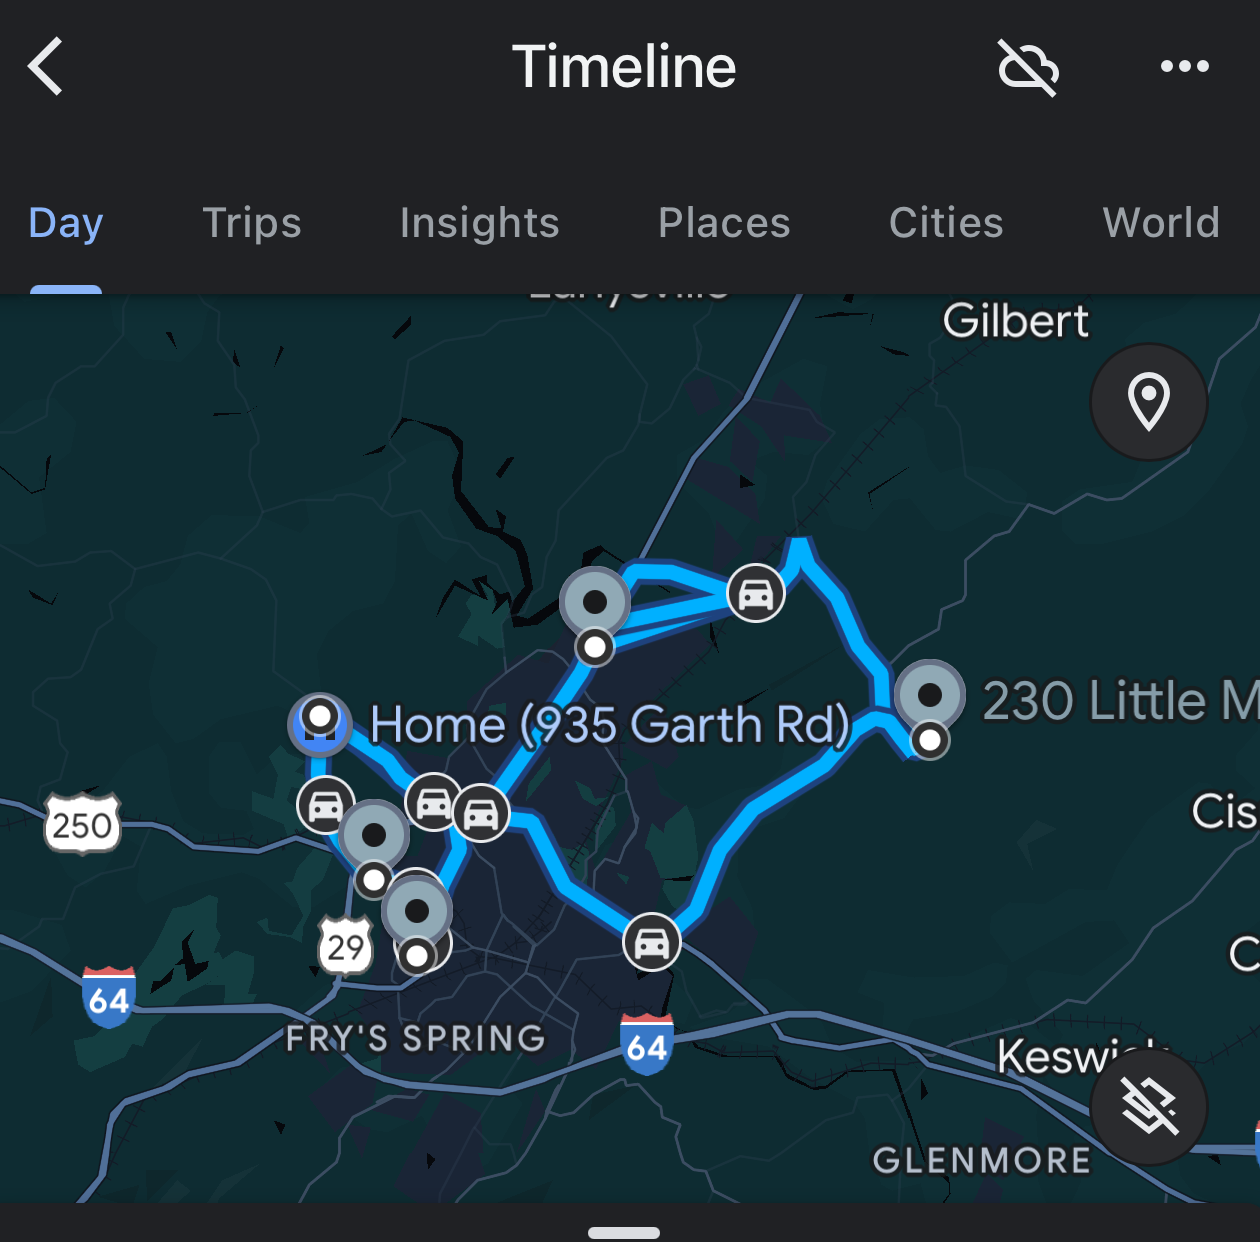 Timeline
Day Trips Insights Places Cities World
Gilbert
230 Little M
Home (935 Garth Rd)
250
Cis
29
64
C
FRY'S SPRING
64
Keswick
GLENMORE